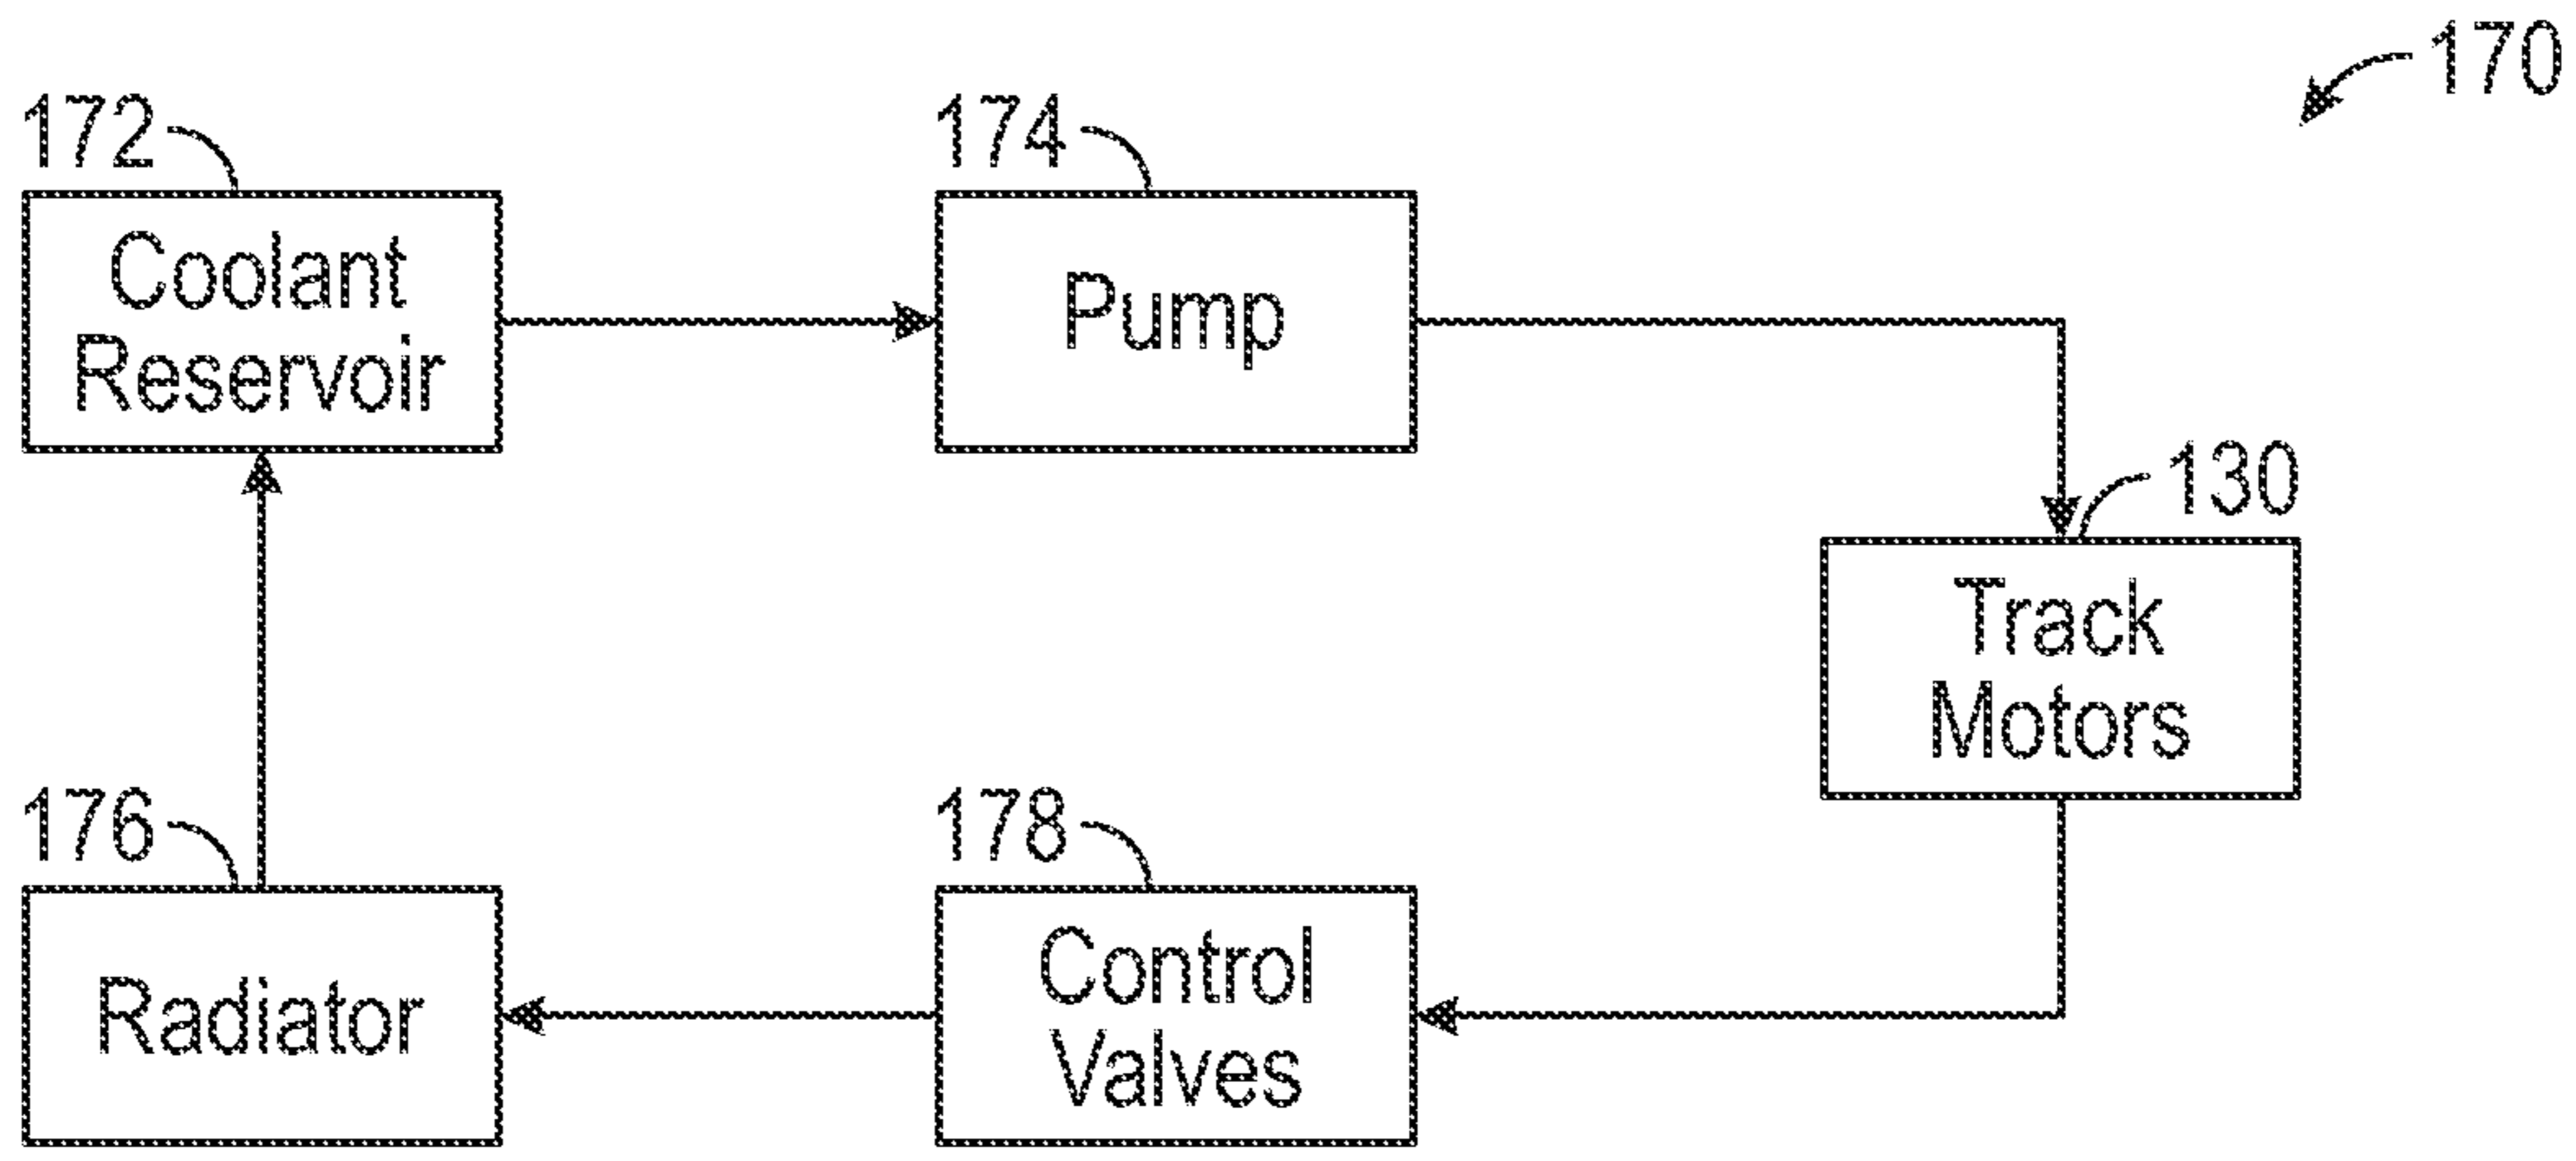 170
172
174
Coolant
Reservoir
Pump
130
Track
Motors
176
178
Radiator
Control
Valves